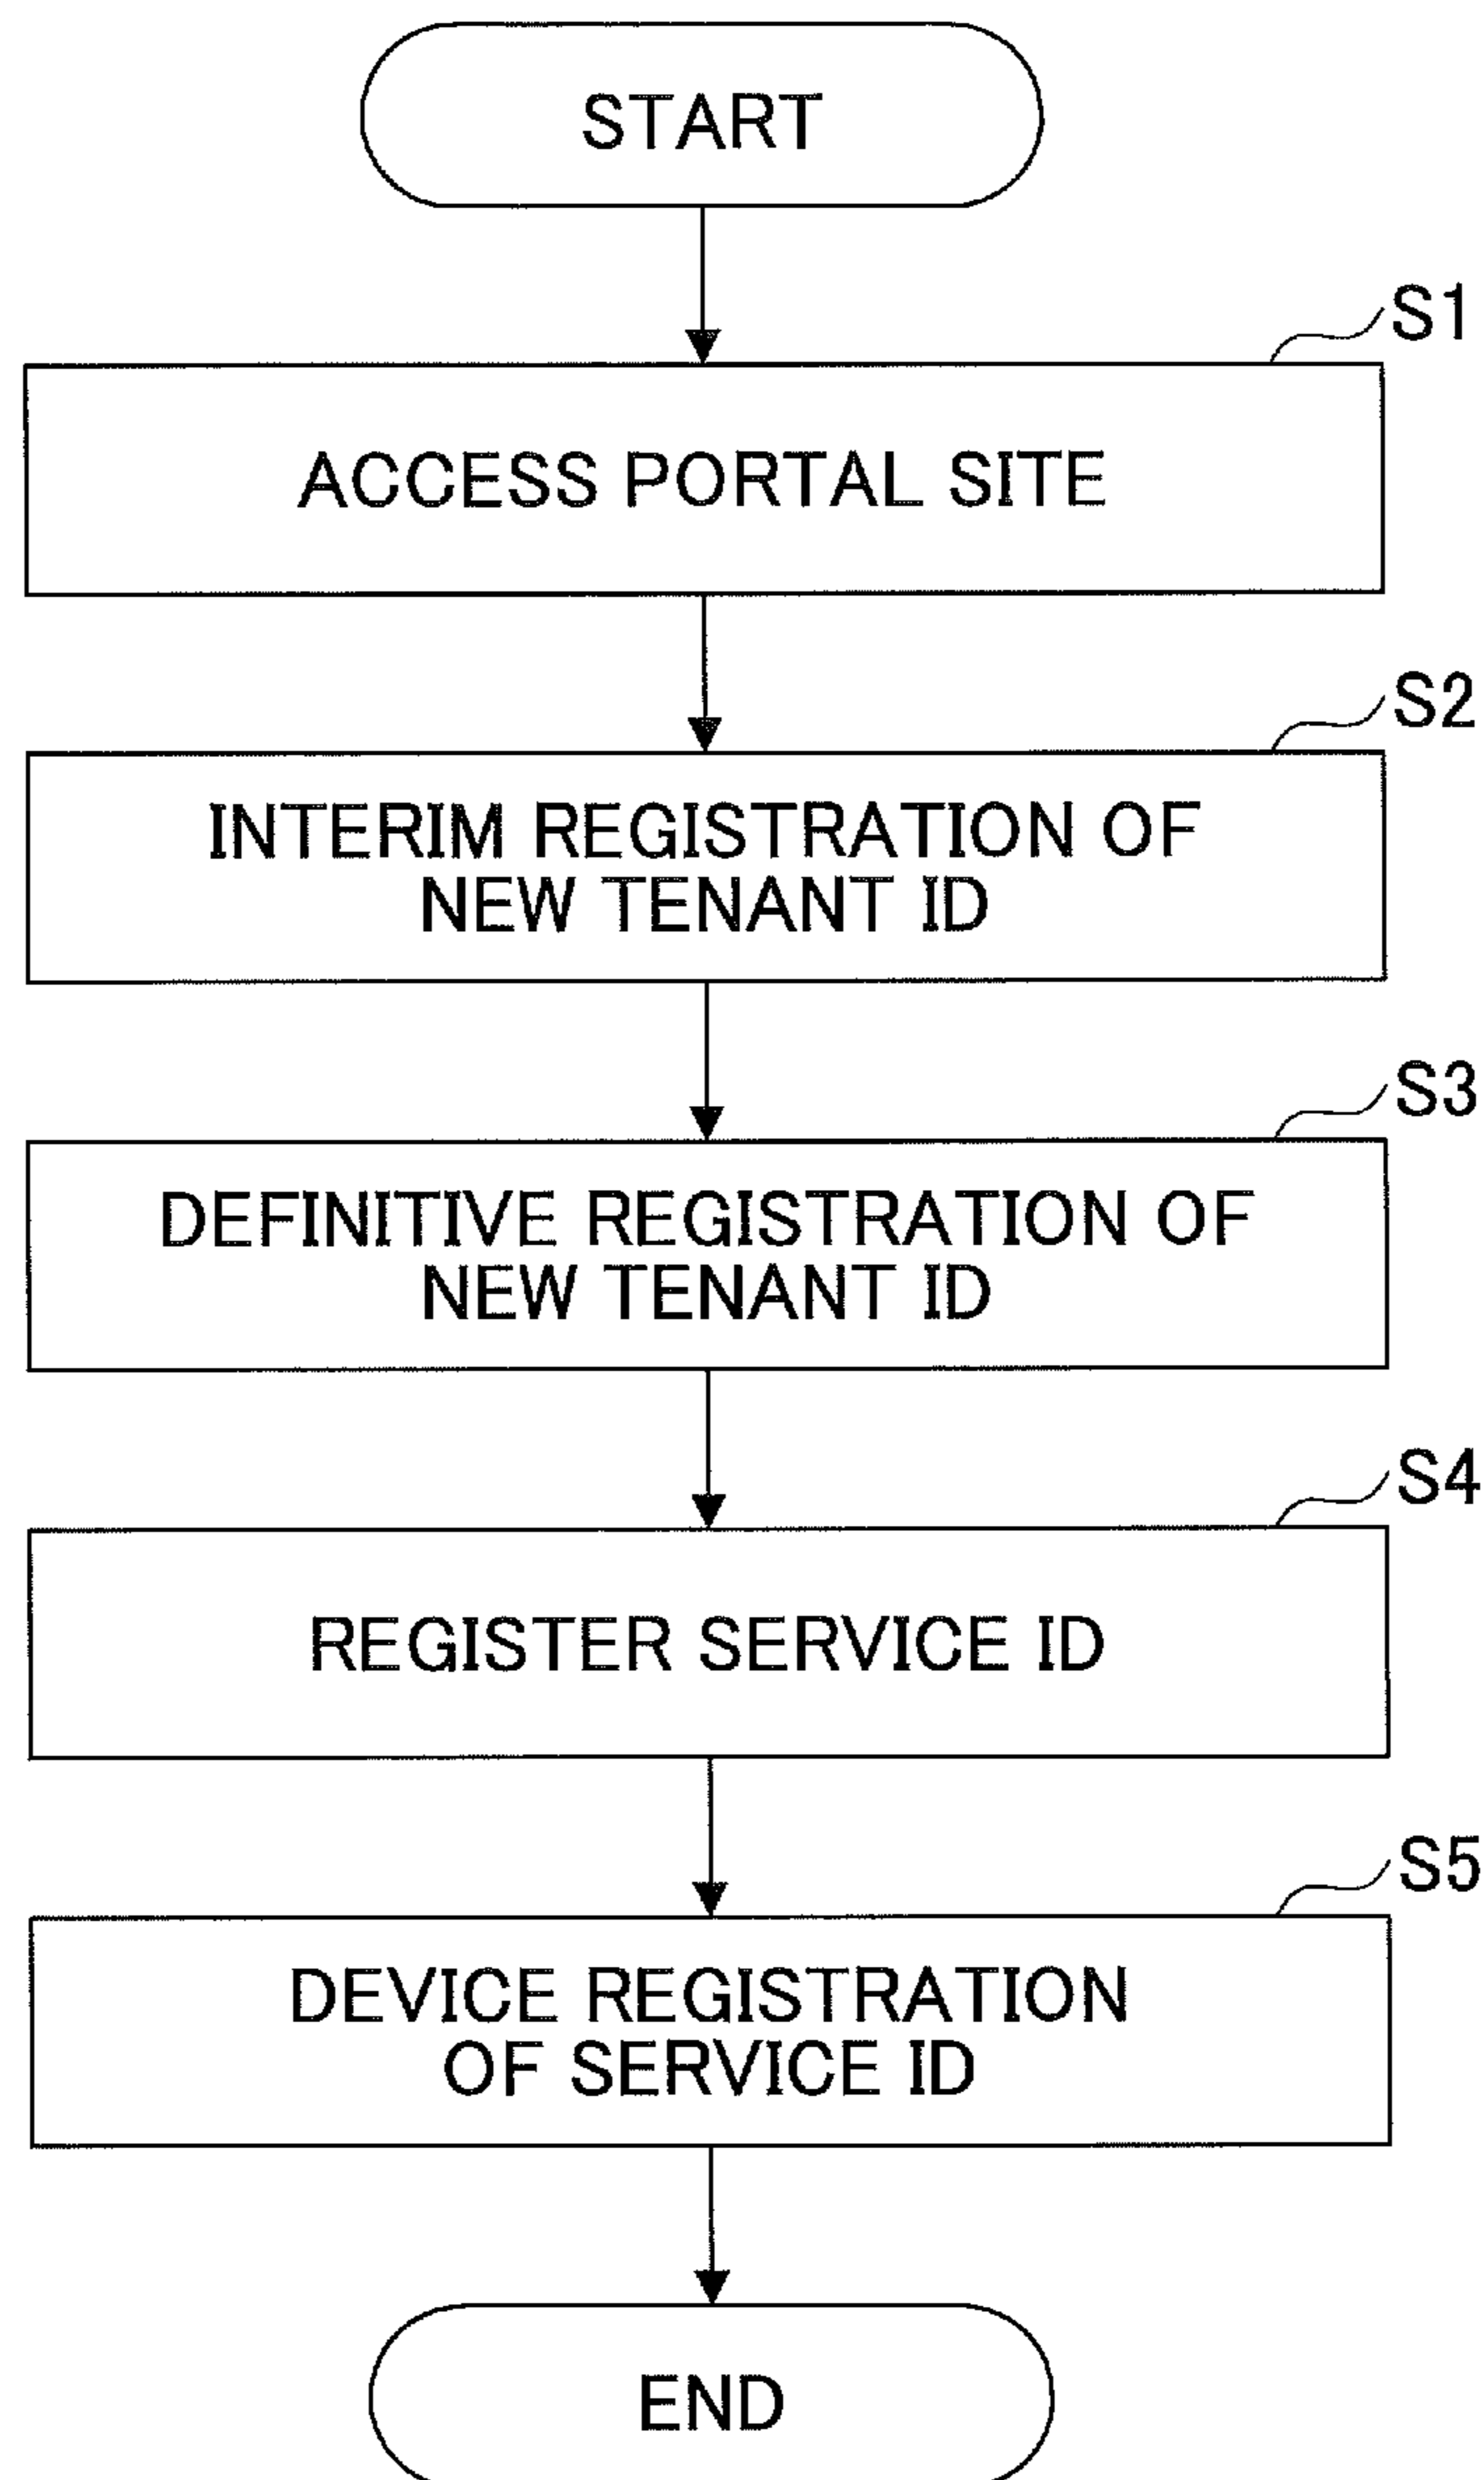 START
S1
ACCESS PORTAL SITE
S2
INTERIM REGISTRATION OF
NEW TENANT ID
S3
DEFINITIVE REGISTRATION OF
NEW TENANT ID
S4
REGISTER SERVICE ID
S5
DEVICE REGISTRATION
OF SERVICE ID
END